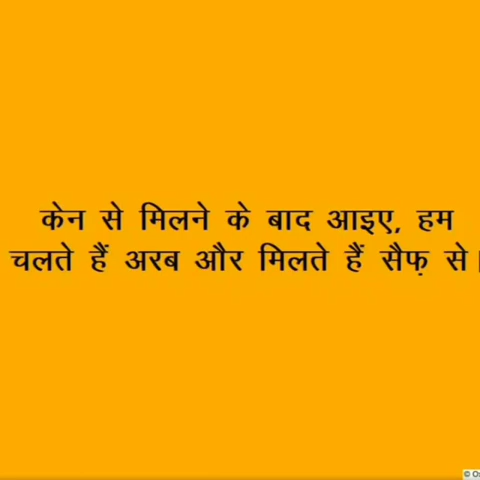 केन से मिलने के बाद आइए, हम
चलते हैं अरब और मिलते हैं सैफ़ से।